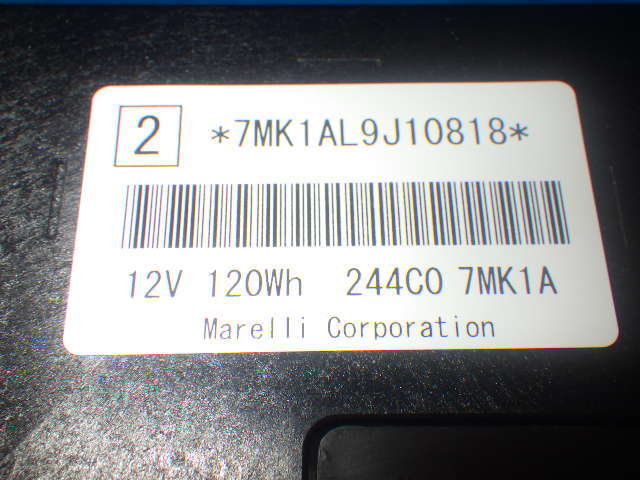 2 *7MK1AL9J10818*
12V 120Wh 244C0 7MK1A
Marelli Corporation